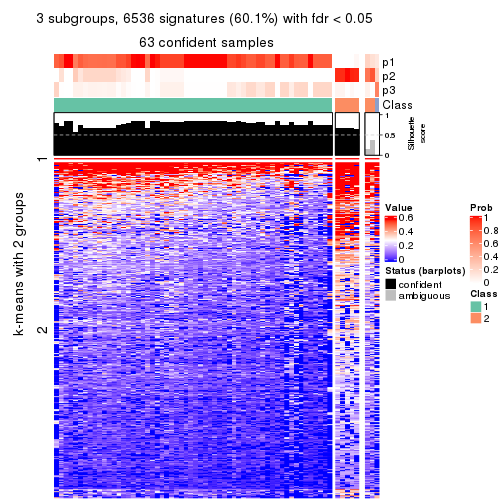 3 subgroups, 6536 signatures (60.1%) with fdr < 0.05
63 confident samples
p1
p2
p3
Class
1
0.5
0
Silhouette
score
k-means with 2 groups
1
2
Value
0.6
0.4
0.2
0
Status (barplots)
confident
ambiguous
Prob
1
0.8
0.6
0.4
0.2
0
Class
1
2